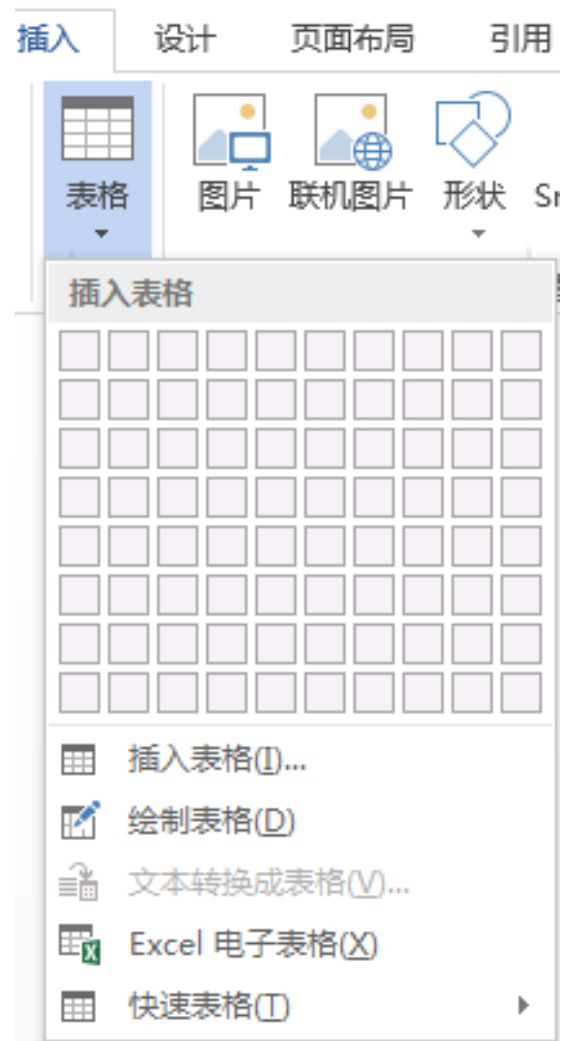 插入 设计 页面布局 引用
表格 图片 联机图片 形状
插入表格
插入表格(I)...
绘制表格(D)
文本转换成表格(V)...
Excel 电子表格(X)
快速表格(T)